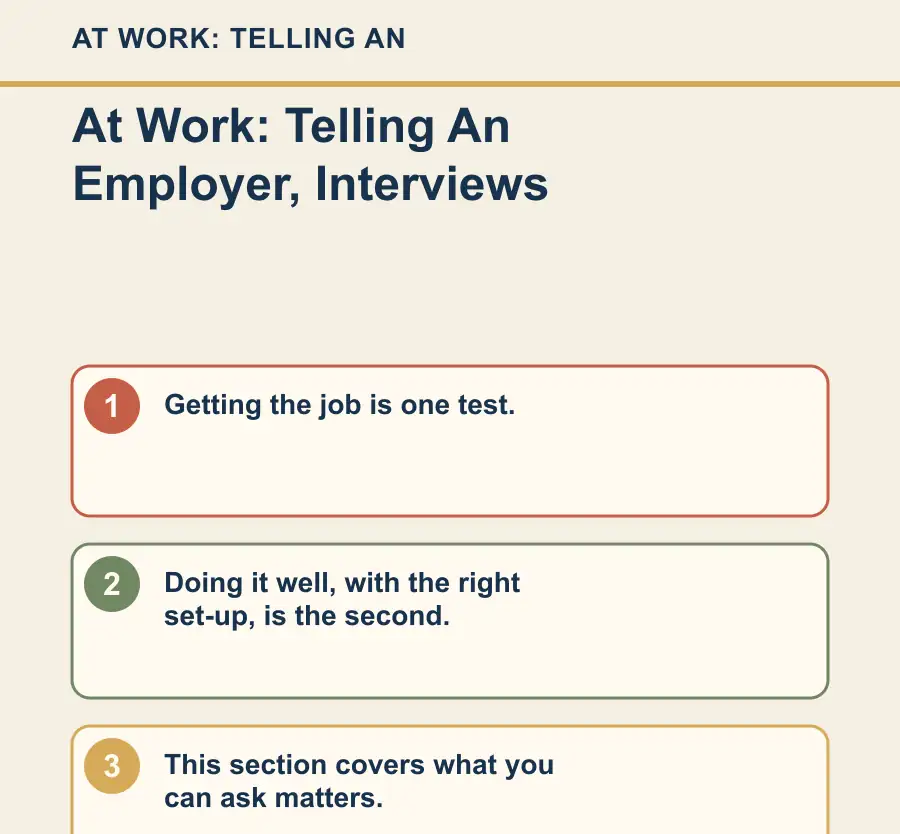 AT WORK: TELLING AN
At Work: Telling An
Employer, Interviews
1
Getting the job is one test.
2
Doing it well, with the right
set-up, is the second.
3
This section covers what you
can ask matters.